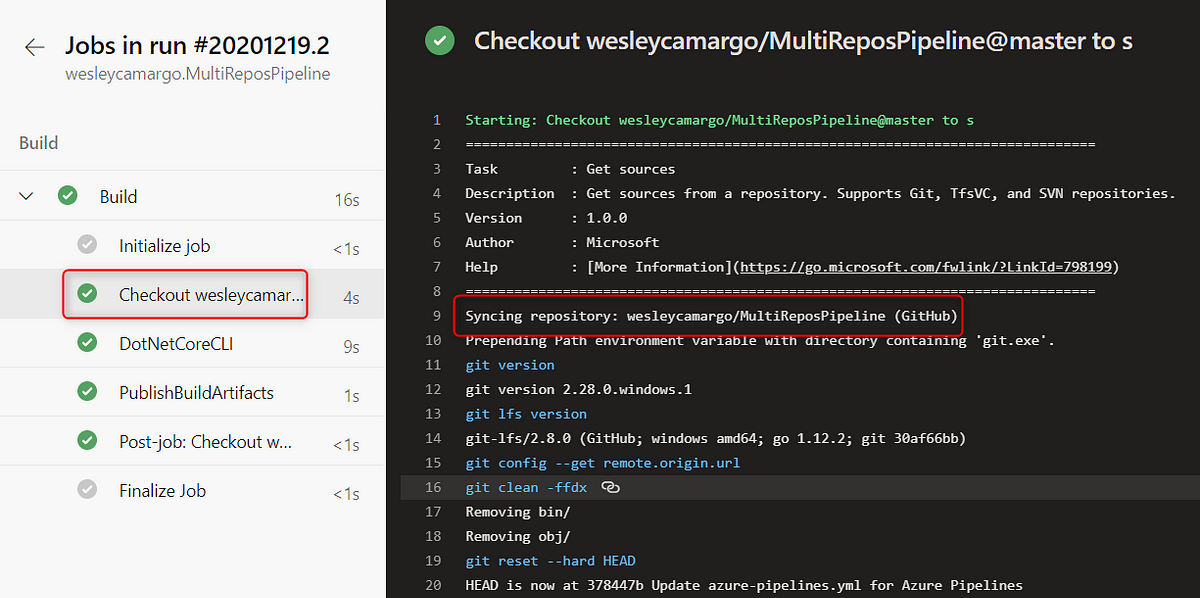 Jobs in run #20201219.2
wesleycamargo.MultiReposPipeline
Build
Build 16s
Initialize job <1s
Checkout wesleycamar... 4s
DotNetCoreCLI 9s
PublishBuildArtifacts 1s
Post-job: Checkout w... <1s
Finalize Job <1s
Checkout wesleycamargo/MultiReposPipeline@master to s
1 Starting: Checkout wesleycamargo/MultiReposPipeline@master to s
2 ==============================================================================
3 Task : Get sources
4 Description : Get sources from a repository. Supports Git, TfsVC, and SVN repositories.
5 Version : 1.0.0
6 Author : Microsoft
7 Help : [More Information](https://go.microsoft.com/fwlink/?LinkId=798199)
8 ==============================================================================
9 Syncing repository: wesleycamargo/MultiReposPipeline (GitHub)
10 Prepending Path environment variable with directory containing 'git.exe'.
11 git version
12 git version 2.28.0.windows.1
13 git lfs version
14 git-lfs/2.8.0 (GitHub; windows amd64; go 1.12.2; git 30af66bb)
15 git config --get remote.origin.url
16 git clean -ffdx
17 Removing bin/
18 Removing obj/
19 git reset --hard HEAD
20 HEAD is now at 378447b Update azure-pipelines.yml for Azure Pipelines